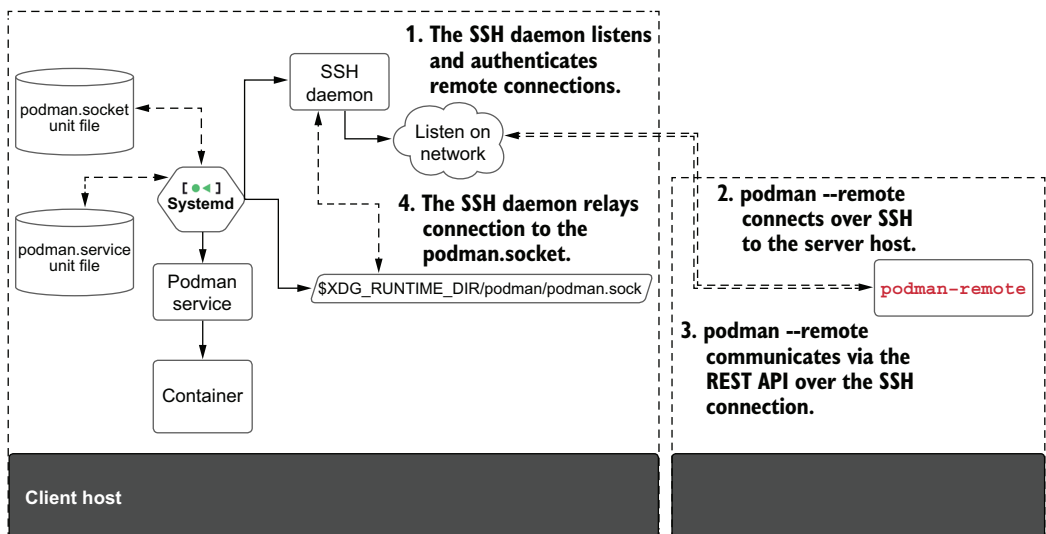 1. The SSH daemon listens
and authenticates
remote connections.
SSH
daemon
podman.socket
unit file
Listen on
network
Systemd
podman.service
unit file
4. The SSH daemon relays
connection to the
podman.socket.
2. podman --remote
connects over SSH
to the server host.
Podman
service
$XDG_RUNTIME_DIR/podman/podman.sock
podman-remote
3. podman --remote
communicates via the
REST API over the SSH
connection.
Container
Client host